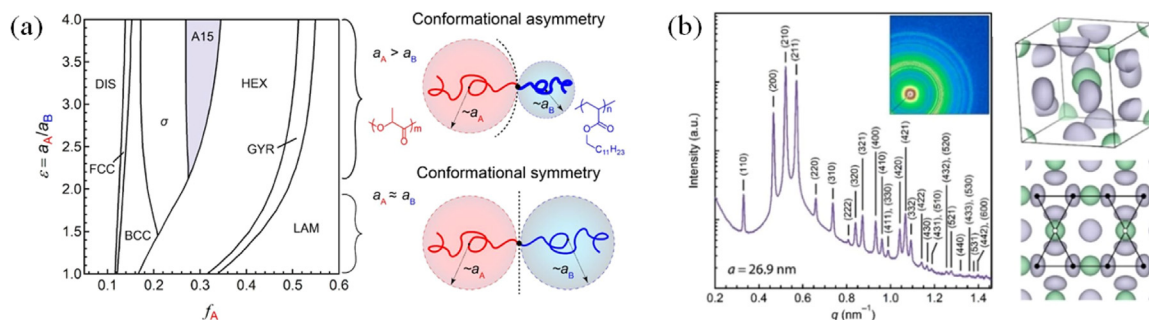 (a)
4.0
3.5
3.0
2.5
2.0
1.5
1.0
ε = aA/aB
DIS
FCC
BCC
σ
A15
HEX
GYR
LAM
0.1 0.2 0.3 0.4 0.5 0.6
fA
Conformational asymmetry
aA > aB
~aA
~aB
O
O
m
n
O
O
C11H23
Conformational symmetry
aA ≈ aB
~aA
~aB
(b)
Intensity (a.u.)
(110)
(200)
(210)
(211)
(220)
(310)
(222)
(320)
(321)
(400)
(410)
(411), (330)
(420)
(421)
(332)
(422)
(430)
(431), (510)
(432), (520)
(521)
(440)
(433), (530)
(531)
(442), (600)
a = 26.9 nm
0.2 0.4 0.6 0.8 1.0 1.2 1.4
q (nm⁻¹)